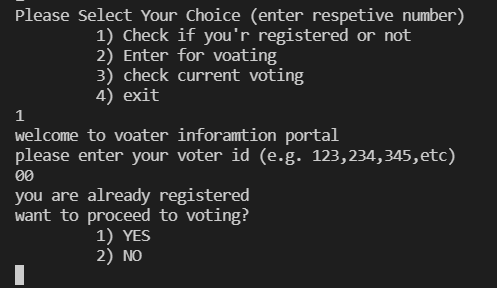 Please Select Your Choice (enter respetive number)
1) Check if you'r registered or not
2) Enter for voating
3) check current voting
4) exit
1
welcome to voater inforamtion portal
please enter your voter id (e.g. 123,234,345,etc)
00
you are already registered
want to proceed to voting?
1) YES
2) NO